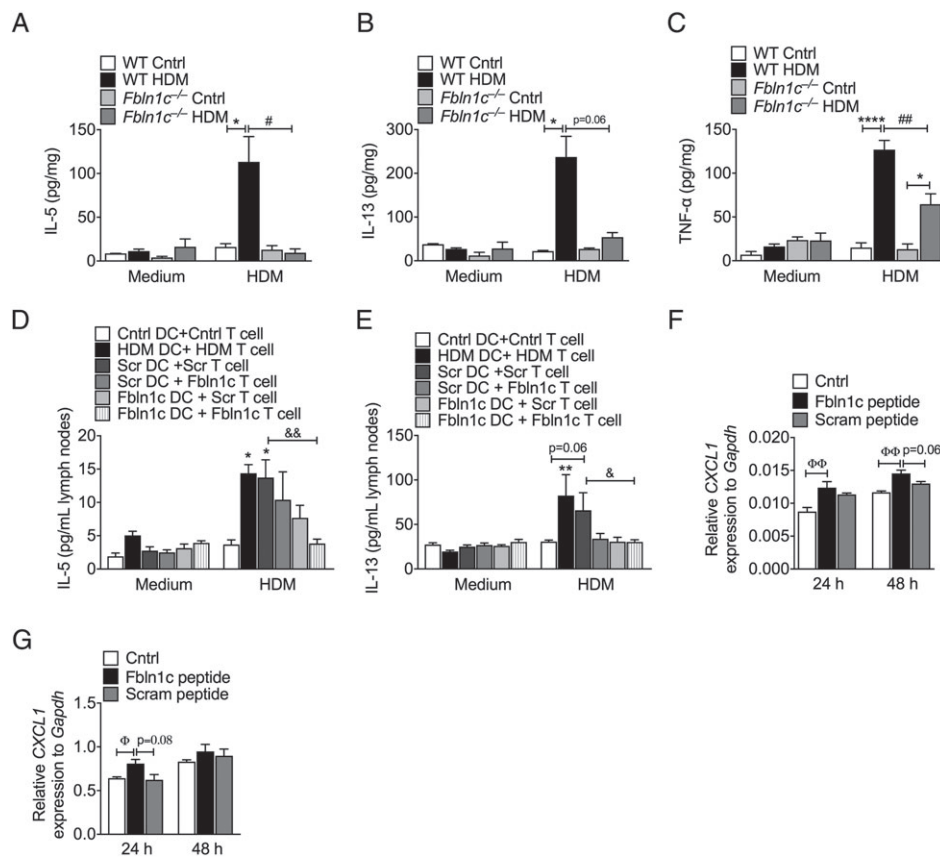 A
WT Cntrl
WT HDM
Fbln1c–/– Cntrl
Fbln1c–/– HDM
150
100
50
0
IL-5 (pg/mg)
*
#
Medium
HDM
B
WT Cntrl
WT HDM
Fbln1c–/– Cntrl
Fbln1c–/– HDM
300
200
100
0
IL-13 (pg/mg)
*
p=0.06
Medium
HDM
C
WT Cntrl
WT HDM
Fbln1c–/– Cntrl
Fbln1c–/– HDM
150
100
50
0
TNF-α (pg/mg)
****
##
*
Medium
HDM
D
Cntrl DC+Cntrl T cell
HDM DC+ HDM T cell
Scr DC +Scr T cell
Scr DC + Fbln1c T cell
Fbln1c DC + Scr T cell
Fbln1c DC + Fbln1c T cell
20
15
10
5
0
IL-5 (pg/mL lymph nodes)
&&
*
*
Medium
HDM
E
Cntrl DC+Cntrl T cell
HDM DC+ HDM T cell
Scr DC +Scr T cell
Scr DC + Fbln1c T cell
Fbln1c DC + Scr T cell
Fbln1c DC + Fbln1c T cell
150
100
50
0
IL-13 (pg/mL lymph nodes)
p=0.06
**
&
Medium
HDM
F
Cntrl
Fbln1c peptide
Scram peptide
0.020
0.015
0.010
0.005
0.000
Relative CXCL1
expression to Gapdh
ΦΦ
ΦΦ
p=0.06
24 h
48 h
G
Cntrl
Fbln1c peptide
Scram peptide
1.5
1.0
0.5
0.0
Relative CXCL1
expression to Gapdh
Φ
p=0.08
24 h
48 h